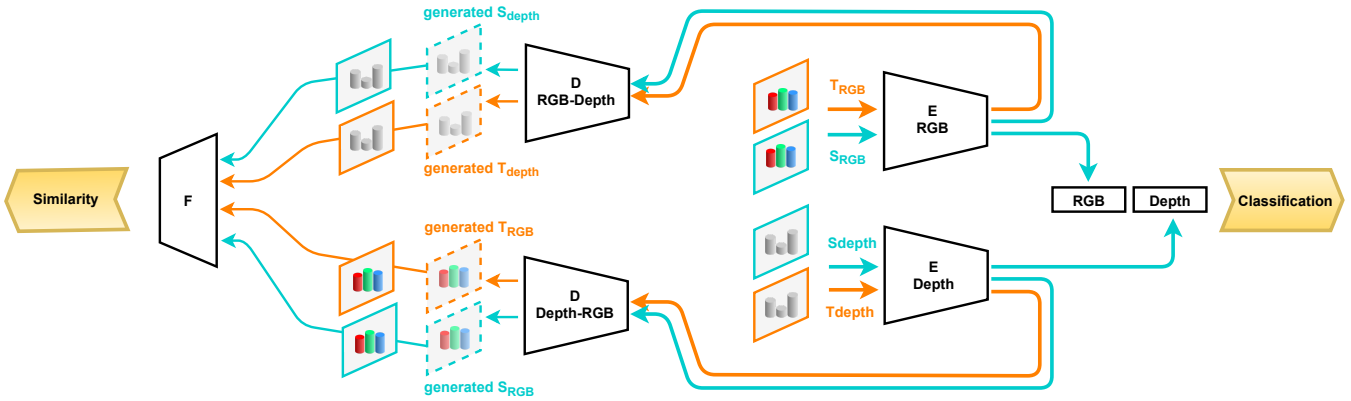 generated S_depth
D
RGB-Depth
T_RGB
E
RGB
S_RGB
generated T_depth
Similarity
F
RGB
Depth
Classification
generated T_RGB
Sdepth
E
Depth
Tdepth
D
Depth-RGB
generated S_RGB